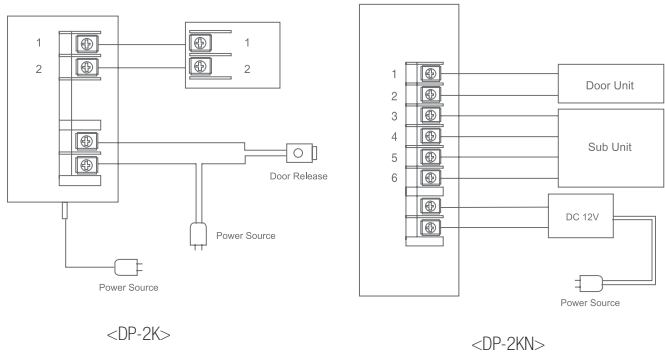 1
2
1
2
Door Release
Power Source
Power Source
<DP-2K>
1
2
3
4
5
6
Door Unit
Sub Unit
DC 12V
Power Source
<DP-2KN>